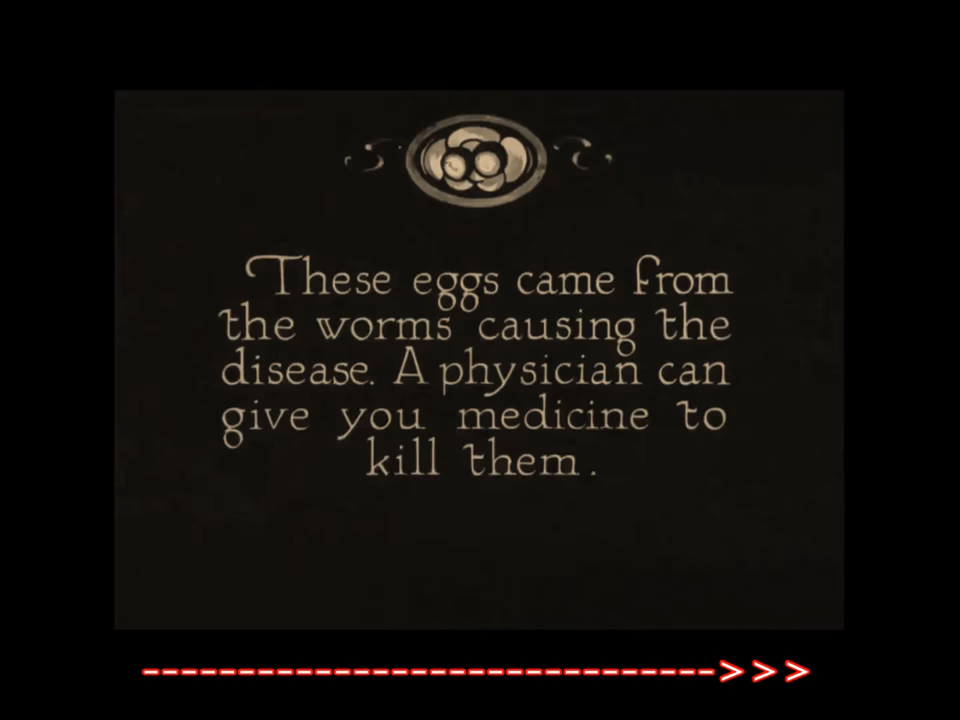 These eggs came from
the worms causing the
disease. A physician can
give you medicine to
kill them.
------------------------------>>>